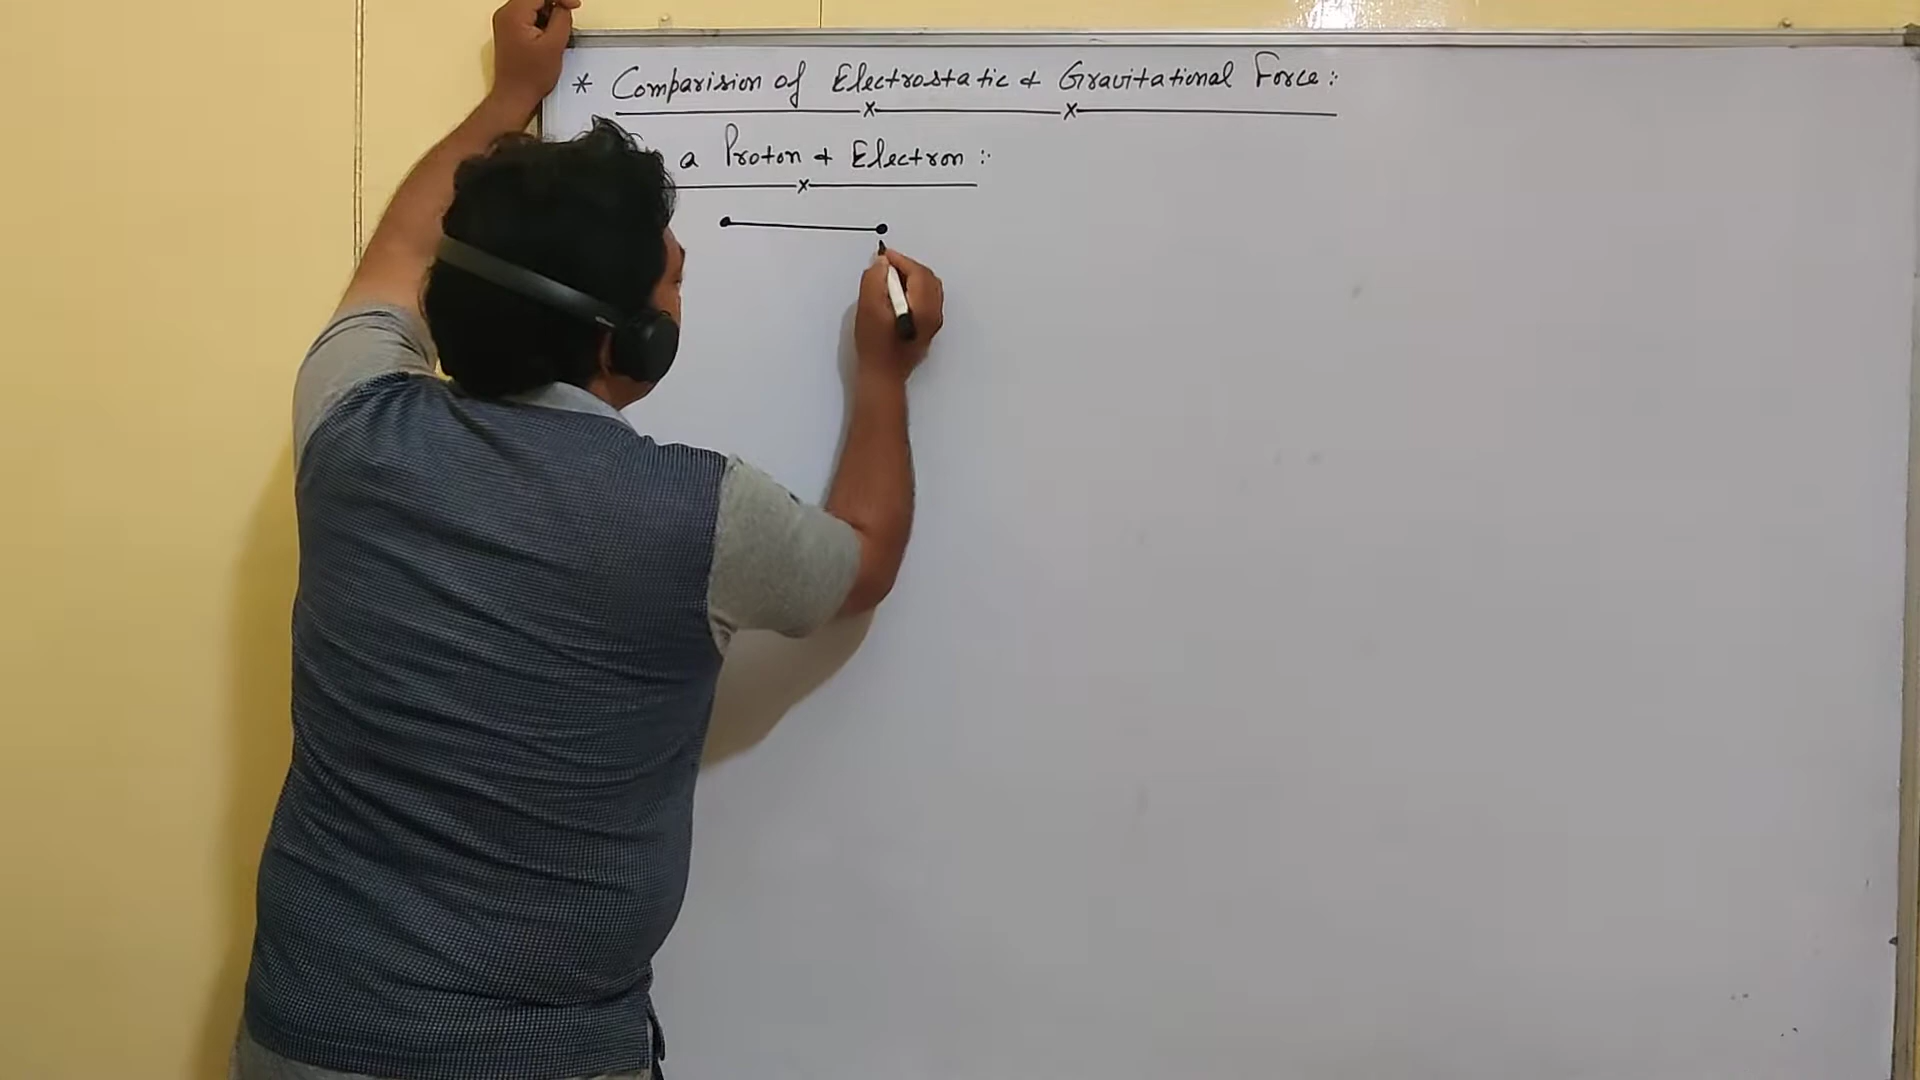 * Comparision of Electrostatic & Gravitational Force :
a Proton & Electron :